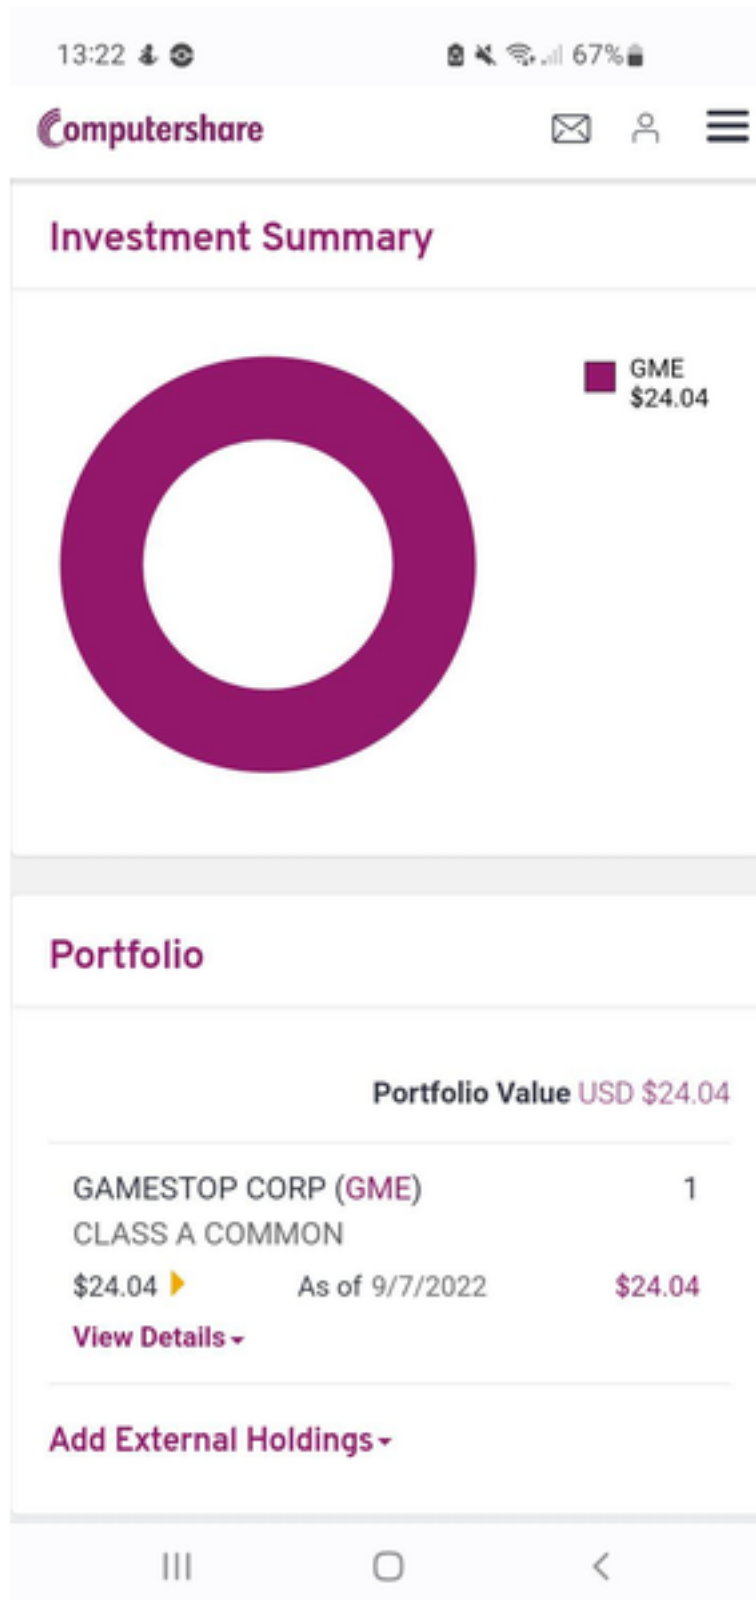 13:22 67%
Computershare
Investment Summary
GME
$24.04
Portfolio
Portfolio Value USD $24.04
GAMESTOP CORP (GME) 1
CLASS A COMMON
$24.04 As of 9/7/2022 $24.04
View Details
Add External Holdings